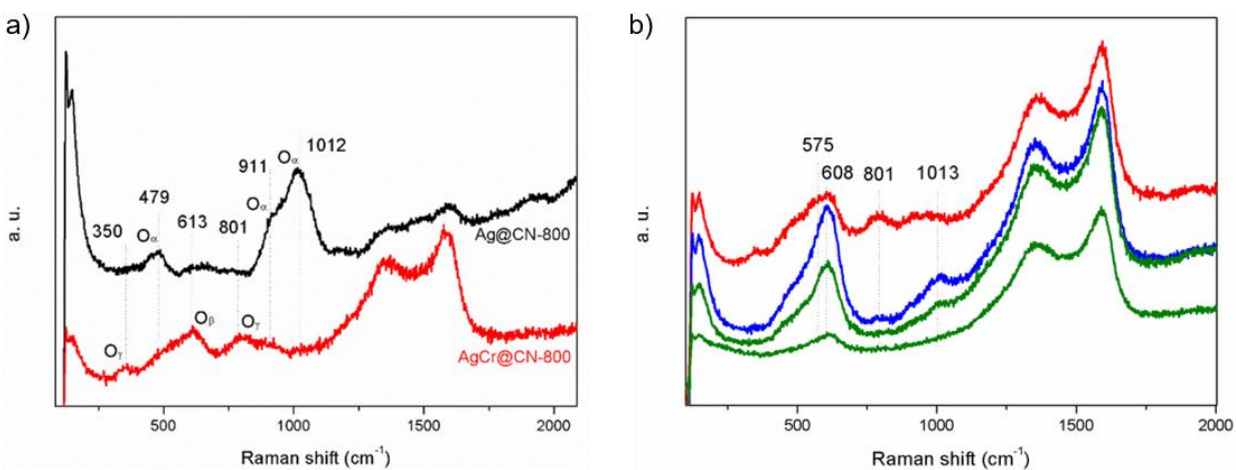 a)
a. u.
350
479
Oα
613
801
911
Oα
Oα
1012
Ag@CN-800
Oγ
Oβ
Oγ
AgCr@CN-800
500
1000
1500
2000
Raman shift (cm⁻¹)
b)
a. u.
575
608
801
1013
500
1000
1500
2000
Raman shift (cm⁻¹)